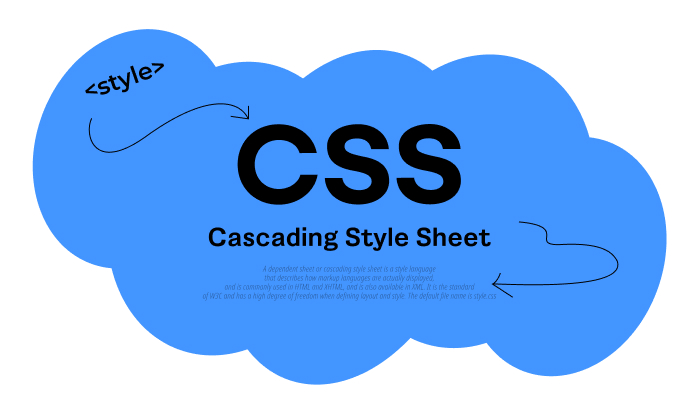 <style>
CSS
Cascading Style Sheet
A dependent sheet or cascading style sheet is a style language
that describes how markup languages are actually displayed,
and is commonly used in HTML and XHTML, and is also available in XML. It is the standard
of W3C and has a high degree of freedom when defining layout and style. The default file name is style.css